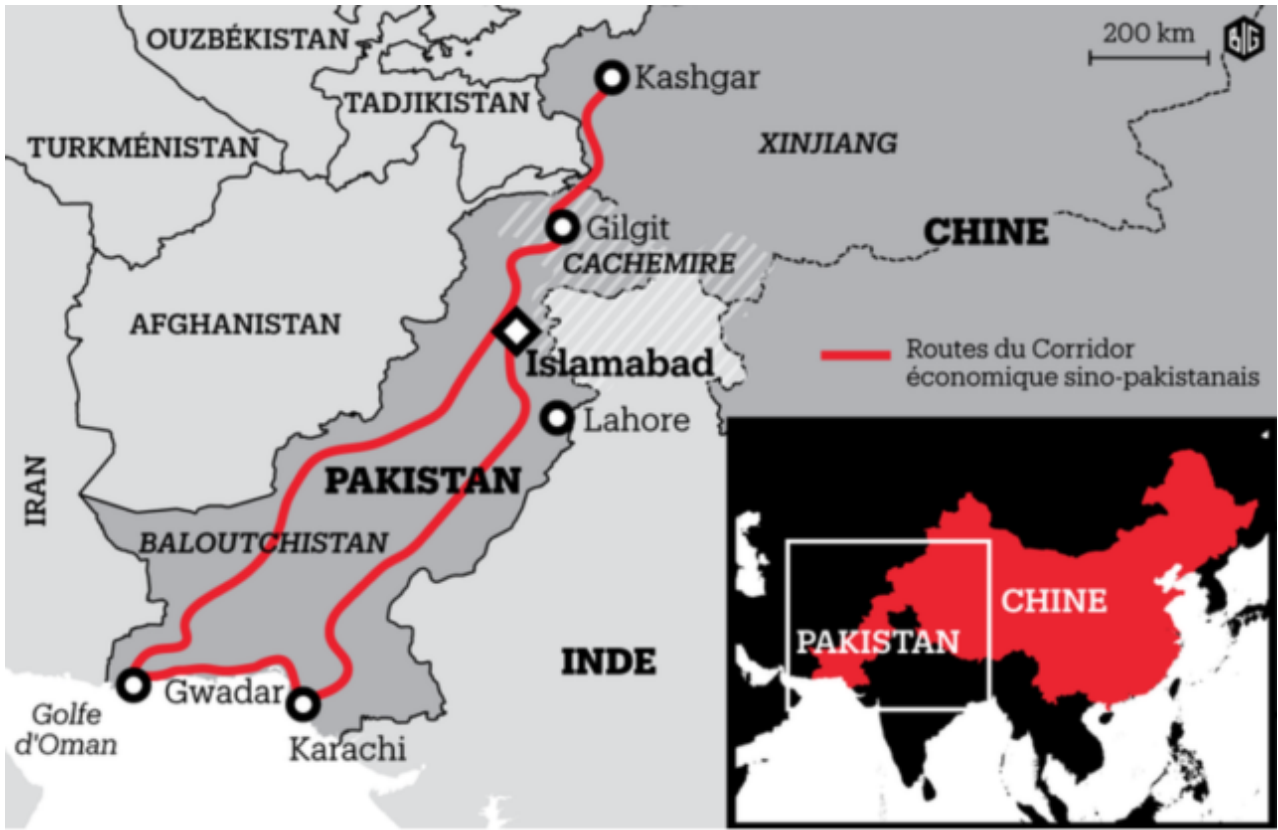 OUZBÉKISTAN
200 km
BIG
Kashgar
TADJIKISTAN
TURKMÉNISTAN
XINJIANG
Gilgit
CHINE
CACHEMIRE
AFGHANISTAN
Islamabad
Routes du Corridor
économique sino-pakistanais
Lahore
IRAN
PAKISTAN
BALOUTCHISTAN
CHINE
PAKISTAN
INDE
Gwadar
Golfe
d'Oman
Karachi